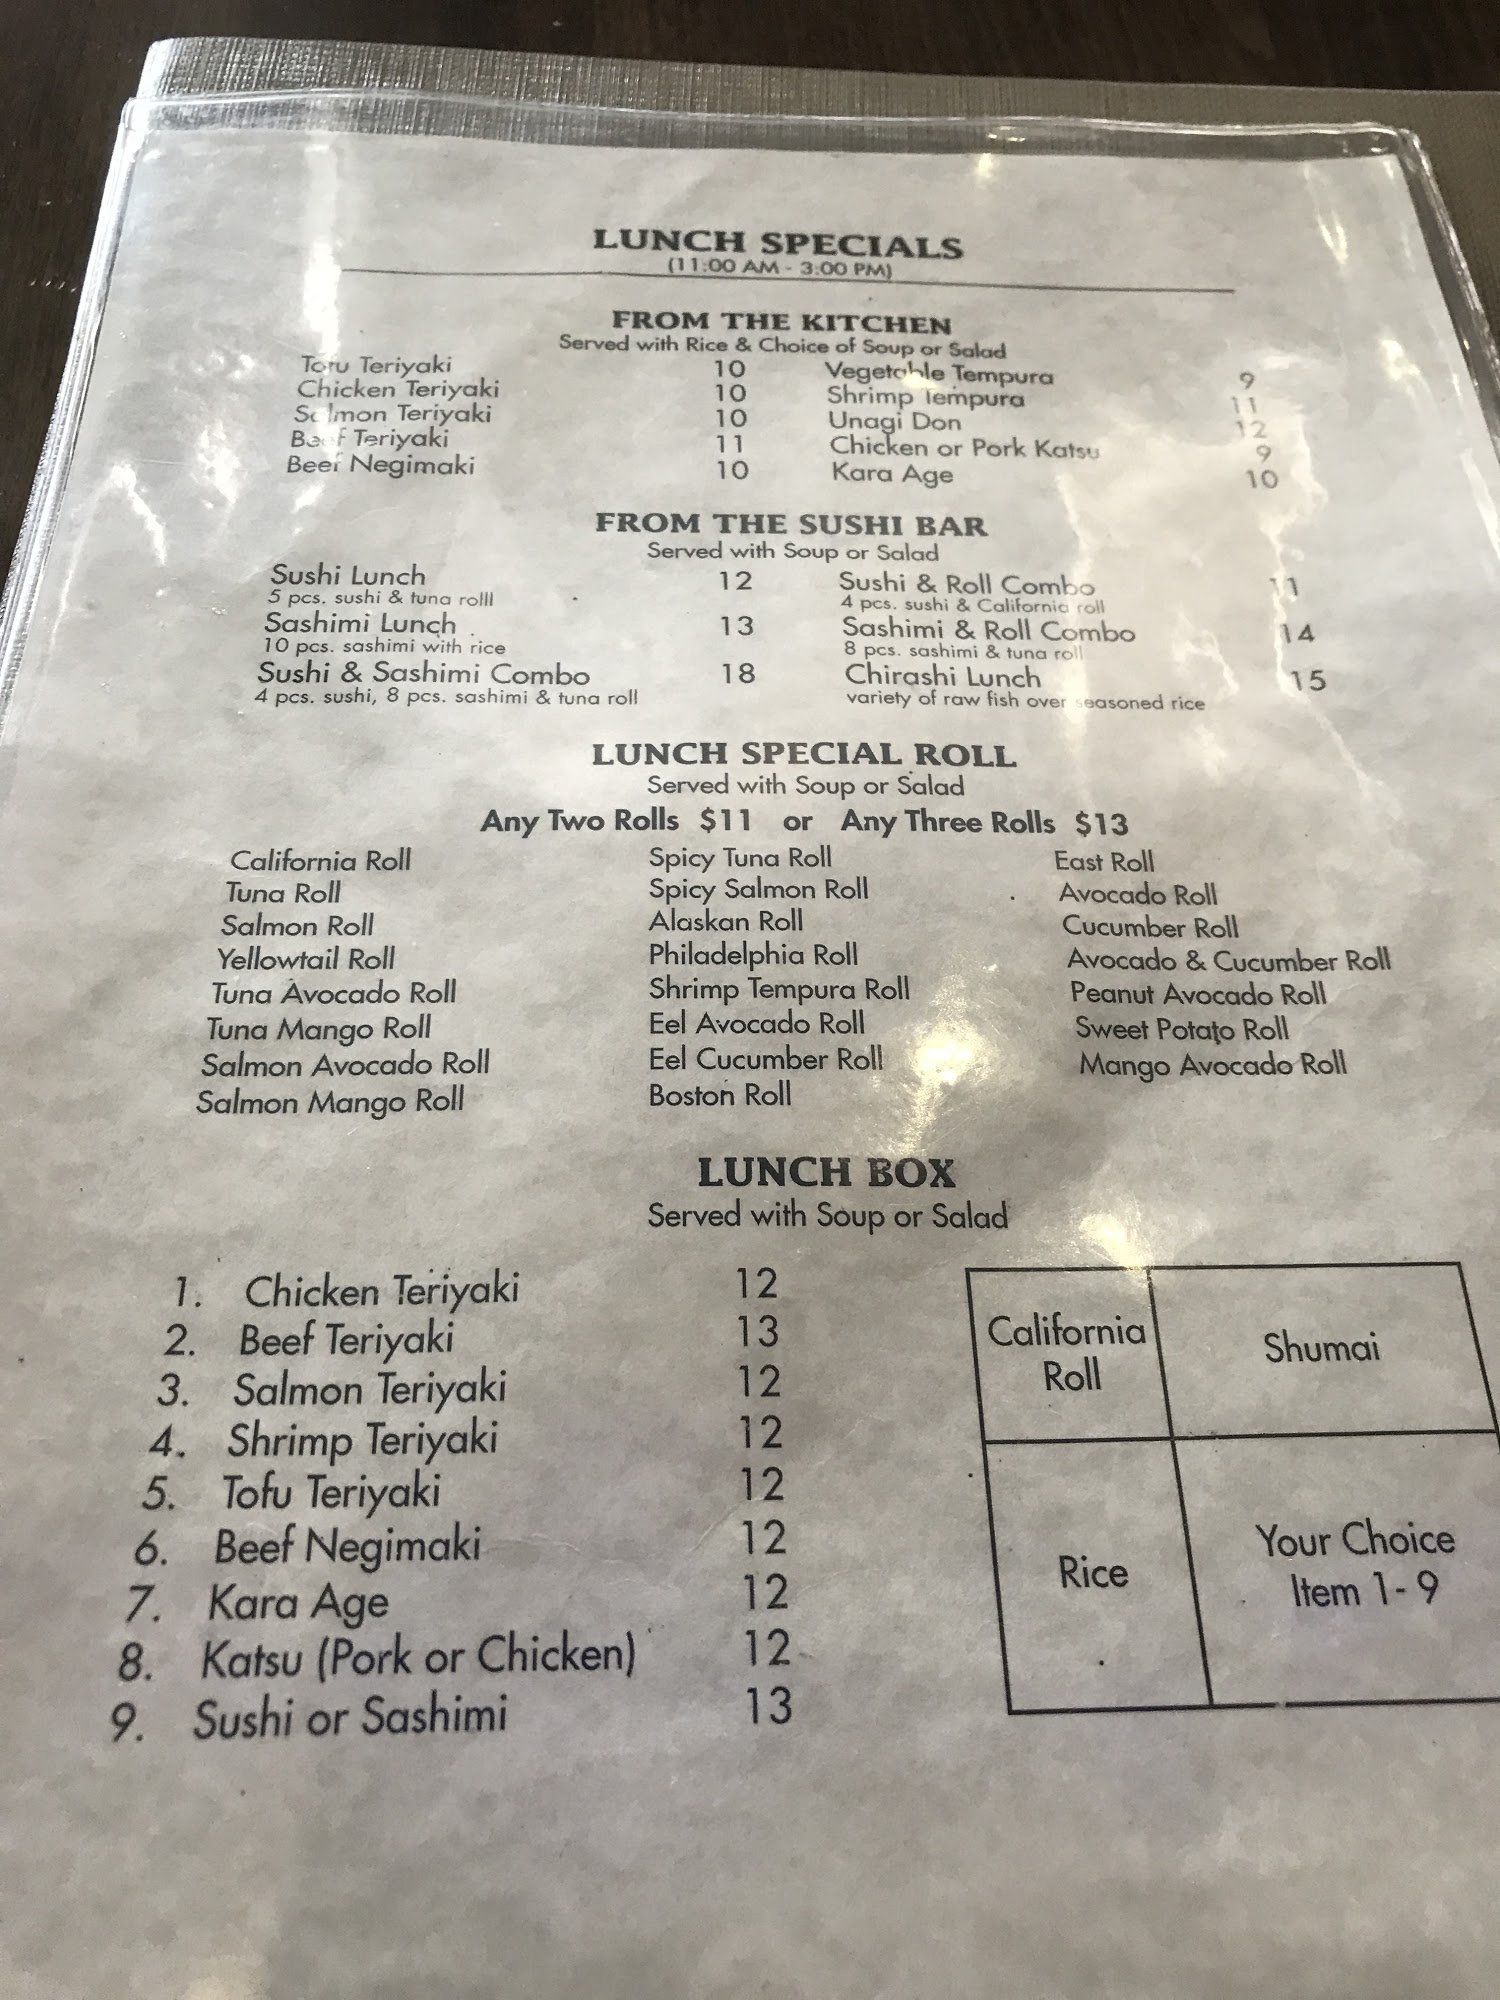 LUNCH SPECIALS
(11:00 AM - 3:00 PM)
FROM THE KITCHEN
Served with Rice & Choice of Soup or Salad
Tofu Teriyaki 10 Vegetable Tempura 9
Chicken Teriyaki 10 Shrimp Tempura 11
Salmon Teriyaki 10 Unagi Don 12
Beef Teriyaki 11 Chicken or Pork Katsu 9
Beef Negimaki 10 Kara Age 10
FROM THE SUSHI BAR
Served with Soup or Salad
Sushi Lunch 12 Sushi & Roll Combo 11
5 pcs. sushi & tuna rolll 4 pcs. sushi & California roll
Sashimi Lunch 13 Sashimi & Roll Combo 14
10 pcs. sashimi with rice 8 pcs. sashimi & tuna roll
Sushi & Sashimi Combo 18 Chirashi Lunch 15
4 pcs. sushi, 8 pcs. sashimi & tuna roll variety of raw fish over seasoned rice
LUNCH SPECIAL ROLL
Served with Soup or Salad
Any Two Rolls $11 or Any Three Rolls $13
California Roll Spicy Tuna Roll East Roll
Tuna Roll Spicy Salmon Roll Avocado Roll
Salmon Roll Alaskan Roll Cucumber Roll
Yellowtail Roll Philadelphia Roll Avocado & Cucumber Roll
Tuna Avocado Roll Shrimp Tempura Roll Peanut Avocado Roll
Tuna Mango Roll Eel Avocado Roll Sweet Potato Roll
Salmon Avocado Roll Eel Cucumber Roll Mango Avocado Roll
Salmon Mango Roll Boston Roll
LUNCH BOX
Served with Soup or Salad
1. Chicken Teriyaki 12
2. Beef Teriyaki 13
3. Salmon Teriyaki 12
4. Shrimp Teriyaki 12
5. Tofu Teriyaki 12
6. Beef Negimaki 12
7. Kara Age 12
8. Katsu (Pork or Chicken) 12
9. Sushi or Sashimi 13
California
Roll
Shumai
Rice
Your Choice
Item 1- 9